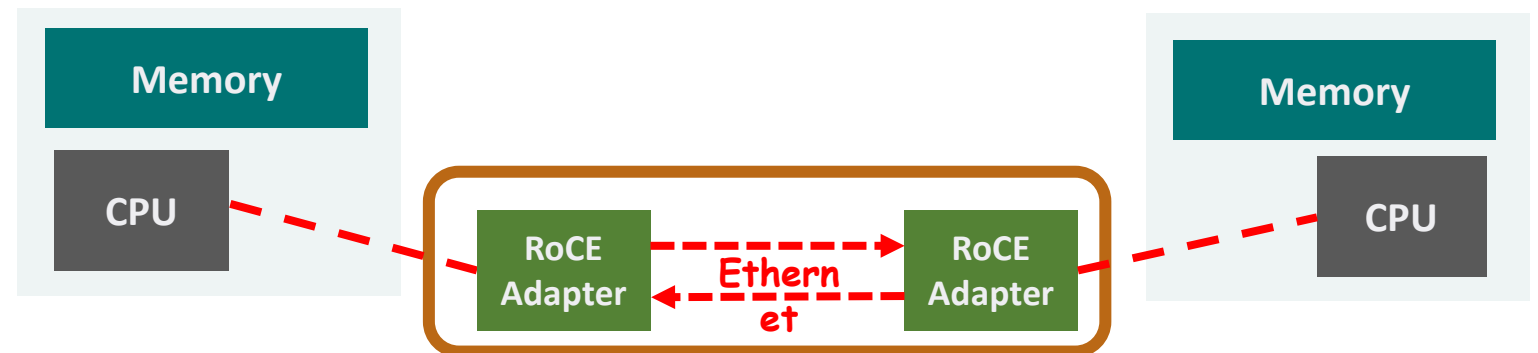 Memory
CPU
RoCE
Adapter
Ethern
et
RoCE
Adapter
Memory
CPU